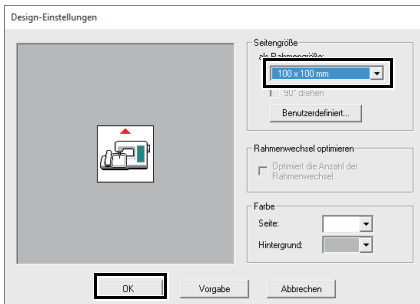 Design-Einstellungen
Seitengröße
als Rahmengröße:
100 x 100 mm
90° drehen
Benutzerdefiniert...
Rahmenwechsel optimieren
Optimiert die Anzahl der
Rahmenwechsel.
Farbe
Seite:
Hintergrund:
OK
Vorgabe
Abbrechen